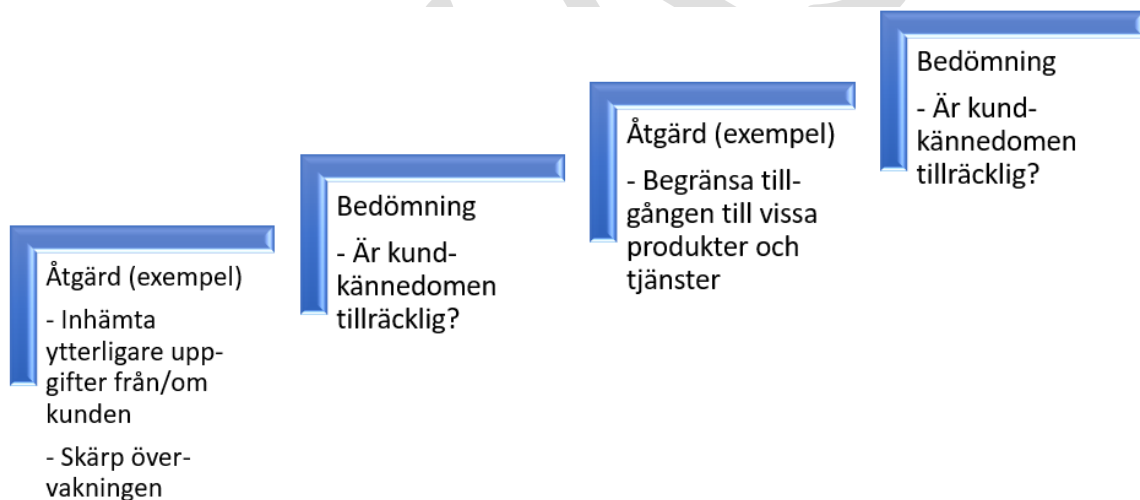 Åtgärd (exempel)
- Inhämta
ytterligare upp-
gifter från/om
kunden
- Skärp över-
vakningen
Bedömning
- Är kund-
kännedomen
tillräcklig?
Åtgärd (exempel)
- Begränsa till-
gången till vissa
produkter och
tjänster
Bedömning
- Är kund-
kännedomen
tillräcklig?